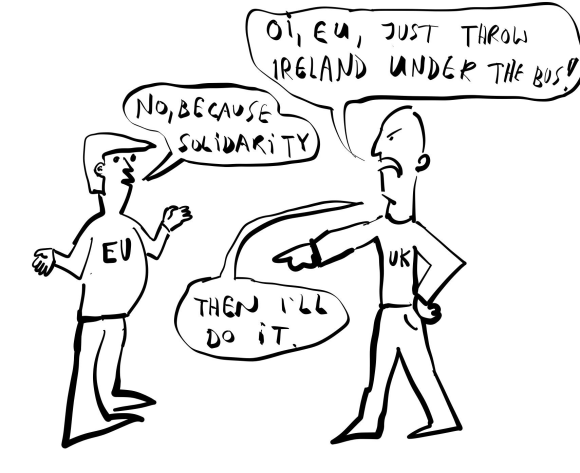 Oi, EU, JUST THROW
IRELAND UNDER THE BUS!
NO, BECAUSE
SOLIDARITY
EU
UK
THEN I'LL
DO IT.